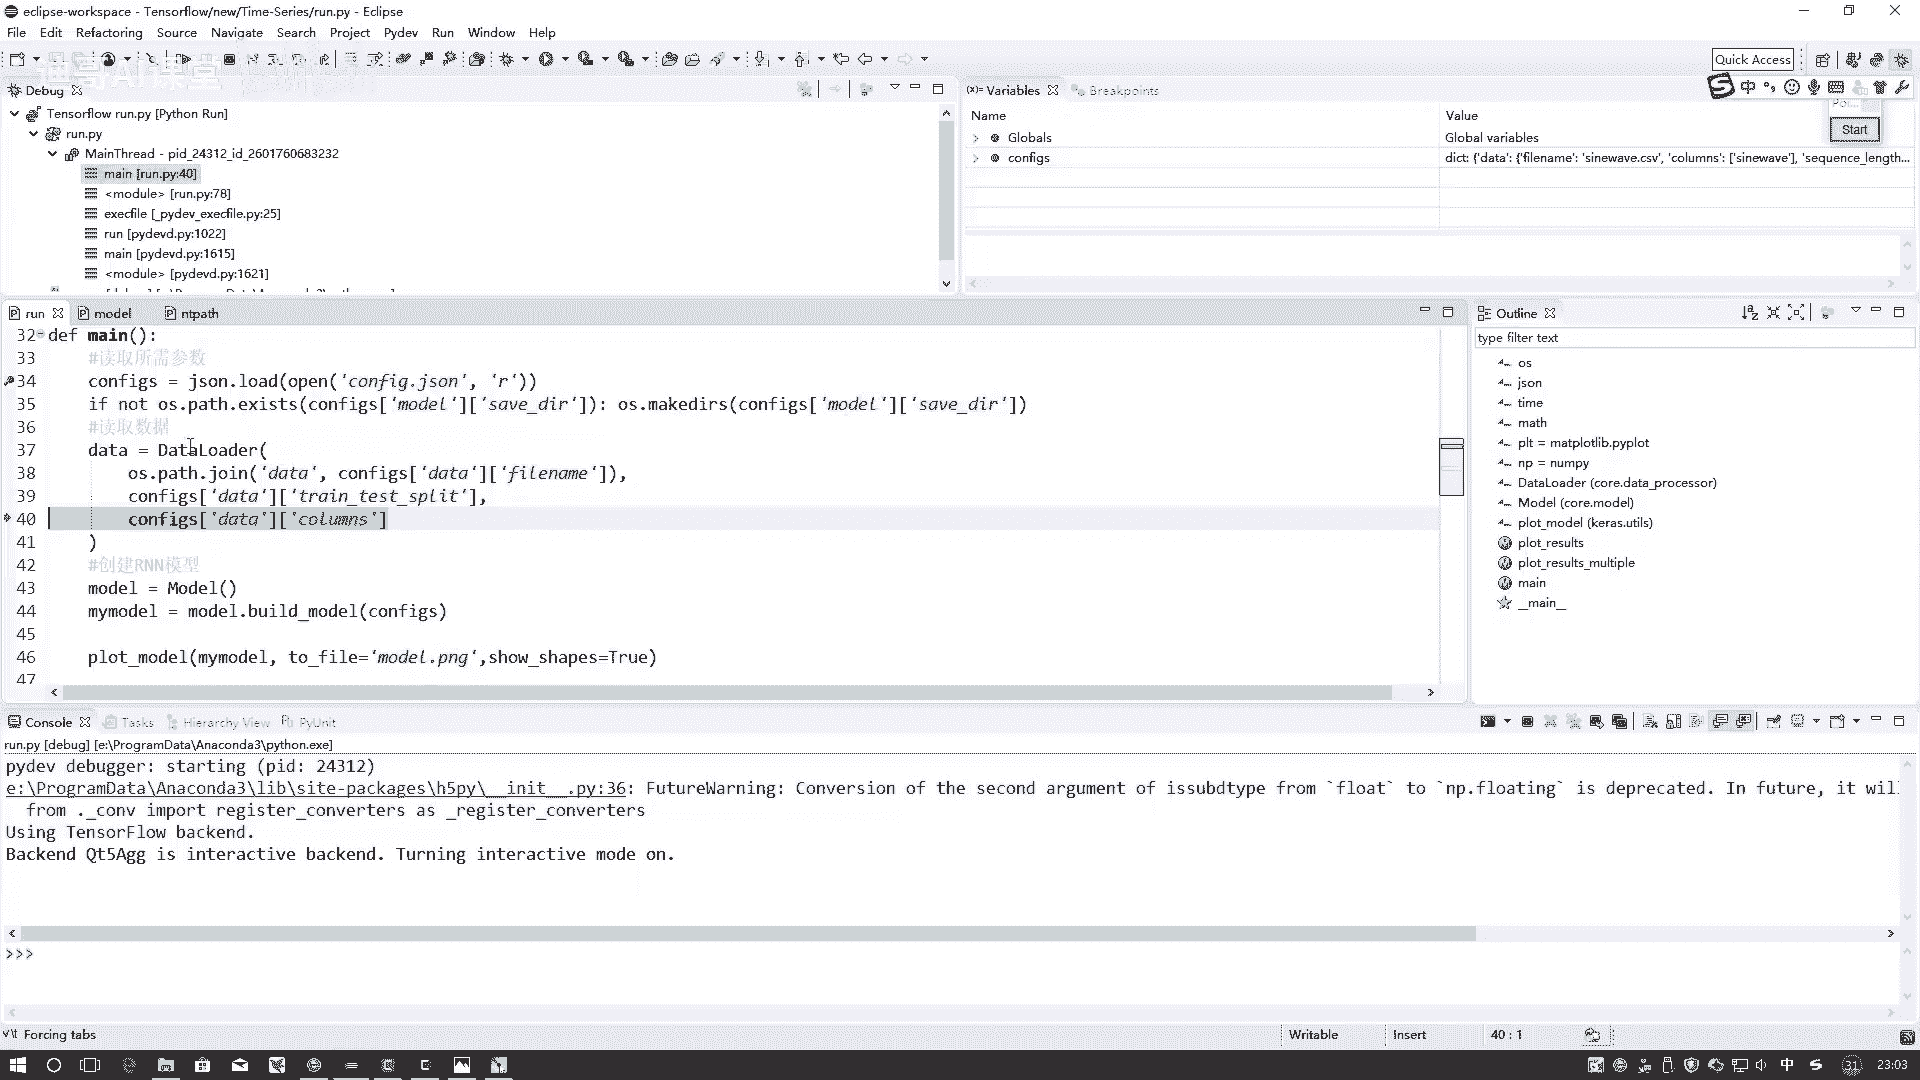 eclipse-workspace - Tensorflow/new/Time-Series/run.py - Eclipse
File Edit Refactoring Source Navigate Search Project Pydev Run Window Help
Quick Access
Debug
Tensorflow run.py [Python Run]
run.py
MainThread - pid_24312_id_2601760683232
main [run.py:40]
<module> [run.py:78]
execfile [_pydev_execfile.py:25]
run [pydevd.py:1022]
main [pydevd.py:1615]
<module> [pydevd.py:1621]
(x)= Variables Breakpoints
中
Name Value
Start
Globals Global variables
configs dict: {'data': {'filename': 'sinewave.csv', 'columns': ['sinewave'], 'sequence_length...
run model ntpath
32 def main():
33 #读取所需参数
34 configs = json.load(open('config.json', 'r'))
35 if not os.path.exists(configs['model']['save_dir']): os.makedirs(configs['model']['save_dir'])
36 #读取数据
37 data = DataLoader(
38 os.path.join('data', configs['data']['filename']),
39 configs['data']['train_test_split'],
40 configs['data']['columns']
41 )
42 #创建RNN模型
43 model = Model()
44 mymodel = model.build_model(configs)
45
46 plot_model(mymodel, to_file='model.png',show_shapes=True)
47
Outline
type filter text
os
json
time
math
plt = matplotlib.pyplot
np = numpy
DataLoader (core.data_processor)
Model (core.model)
plot_model (keras.utils)
plot_results
plot_results_multiple
main
__main__
Console Tasks Hierarchy View PyUnit
run.py [debug] [e:\ProgramData\Anaconda3\python.exe]
pydev debugger: starting (pid: 24312)
e:\ProgramData\Anaconda3\lib\site-packages\h5py\__init__.py:36: FutureWarning: Conversion of the second argument of issubdtype from `float` to `np.floating` is deprecated. In future, it wil
from ._conv import register_converters as _register_converters
Using TensorFlow backend.
Backend Qt5Agg is interactive backend. Turning interactive mode on.
>>>
Forcing tabs Writable Insert 40 : 1
中 31 23:03